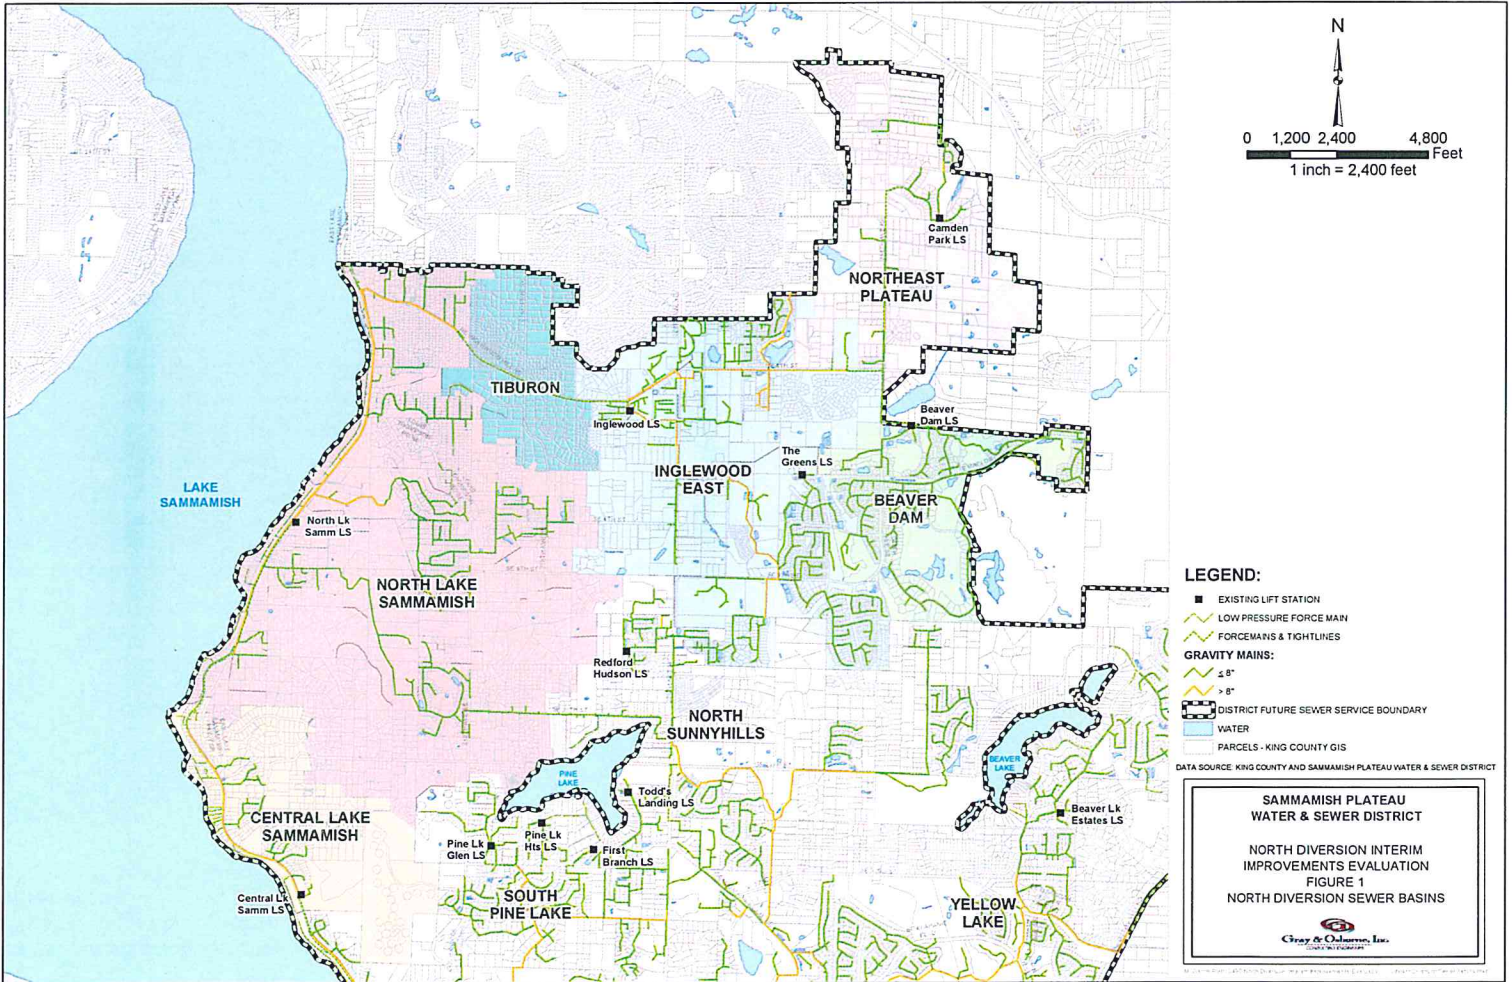 N
0 1,200 2,400 4,800
Feet
1 inch = 2,400 feet
Camden
Park LS
NORTHEAST
PLATEAU
TIBURON
Inglewood LS
Beaver
Dam LS
The
Greens LS
INGLEWOOD
EAST
BEAVER
DAM
LAKE
SAMMAMISH
North Lk
Samm LS
NORTH LAKE
SAMMAMISH
Redford
Hudson LS
NORTH
SUNNYHILLS
PINE
LAKE
BEAVER
LAKE
Todd's
Landing LS
Beaver Lk
Estates LS
CENTRAL LAKE
SAMMAMISH
Pine Lk
Glen LS
Pine Lk
Hts LS
First
Branch LS
Central Lk
Samm LS
SOUTH
PINE LAKE
YELLOW
LAKE
LEGEND:
EXISTING LIFT STATION
LOW PRESSURE FORCE MAIN
FORCEMAINS & TIGHTLINES
GRAVITY MAINS:
≤ 8"
> 8"
DISTRICT FUTURE SEWER SERVICE BOUNDARY
WATER
PARCELS - KING COUNTY GIS
DATA SOURCE: KING COUNTY AND SAMMAMISH PLATEAU WATER & SEWER DISTRICT
SAMMAMISH PLATEAU
WATER & SEWER DISTRICT
NORTH DIVERSION INTERIM
IMPROVEMENTS EVALUATION
FIGURE 1
NORTH DIVERSION SEWER BASINS
Gray & Osborne, Inc.
CONSULTING ENGINEERS